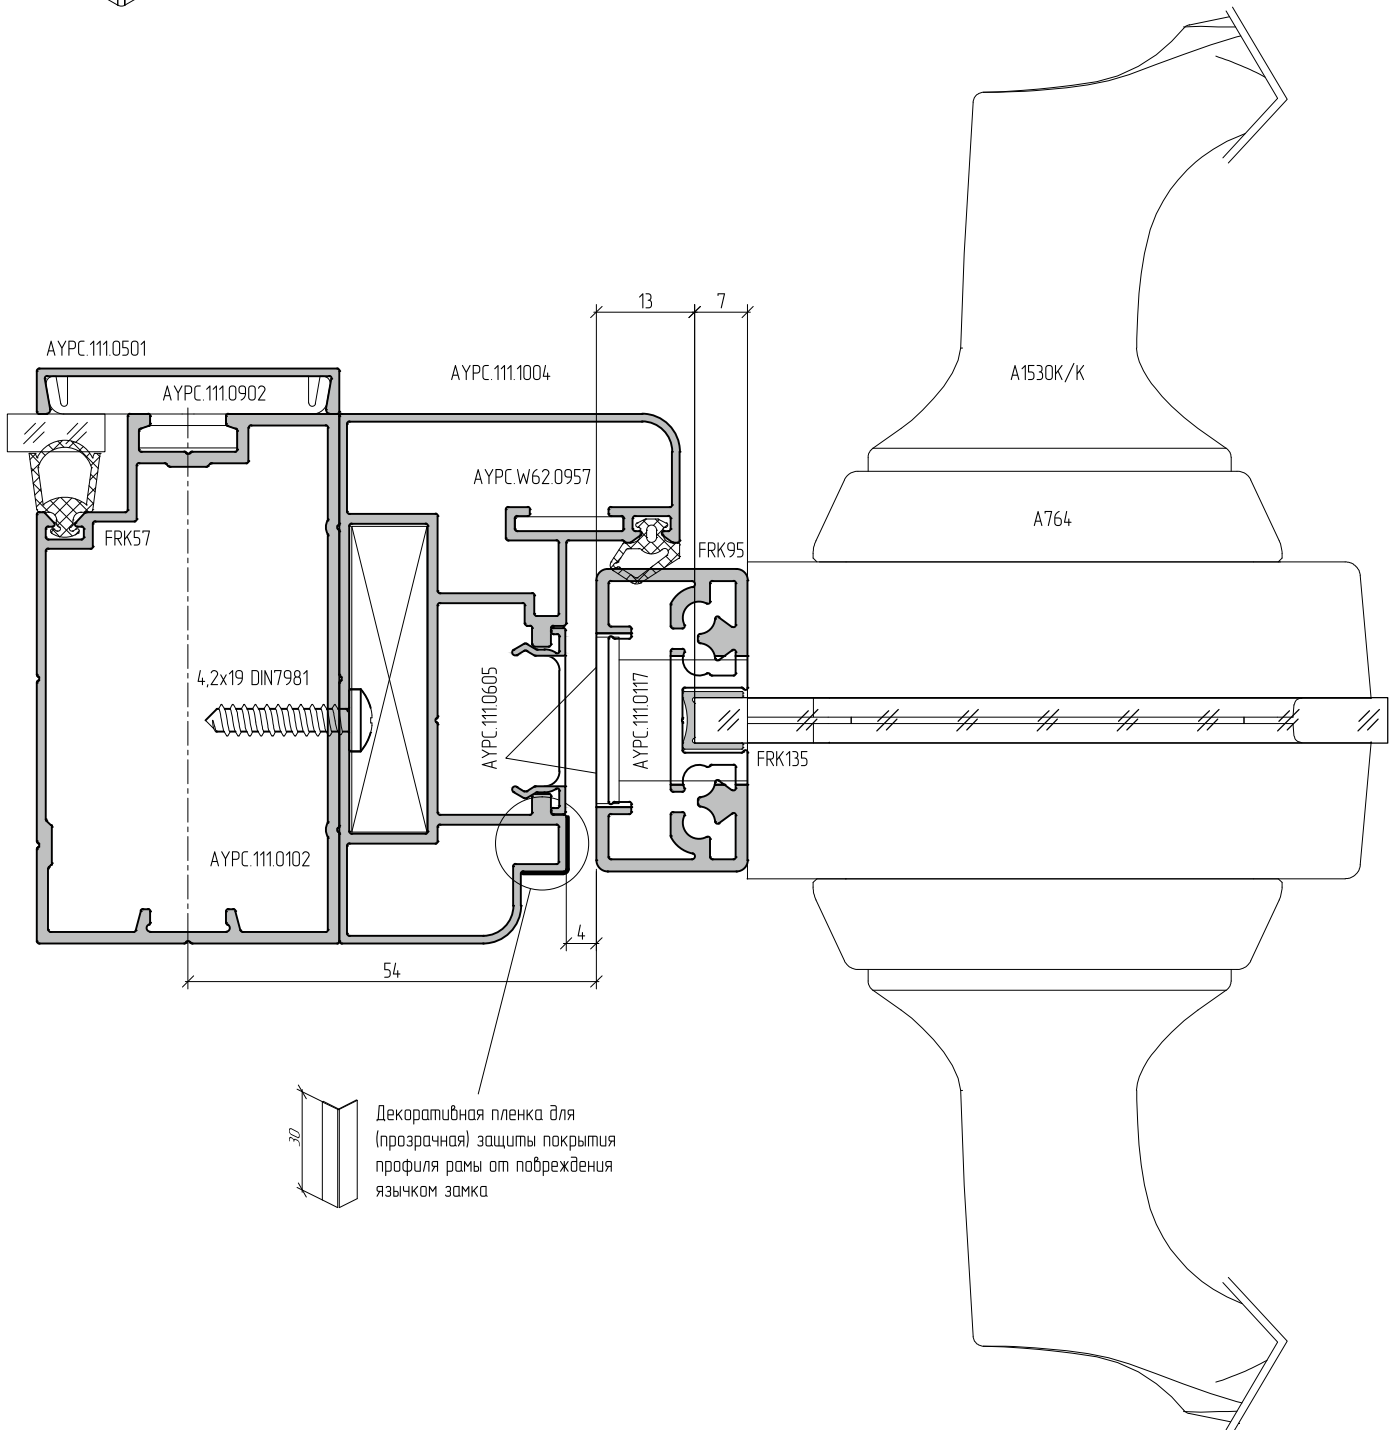 13
7
AYPC.111.0501
AYPC.111.1004
A1530K/K
AYPC.111.0902
AYPC.W62.0957
A764
FRK57
FRK95
4,2x19 DIN7981
AYPC.111.0605
AYPC.111.0117
FRK135
AYPC.111.0102
4
54
30
Декоративная пленка для
(прозрачная) защиты покрытия
профиля рамы от повреждения
язычком замка